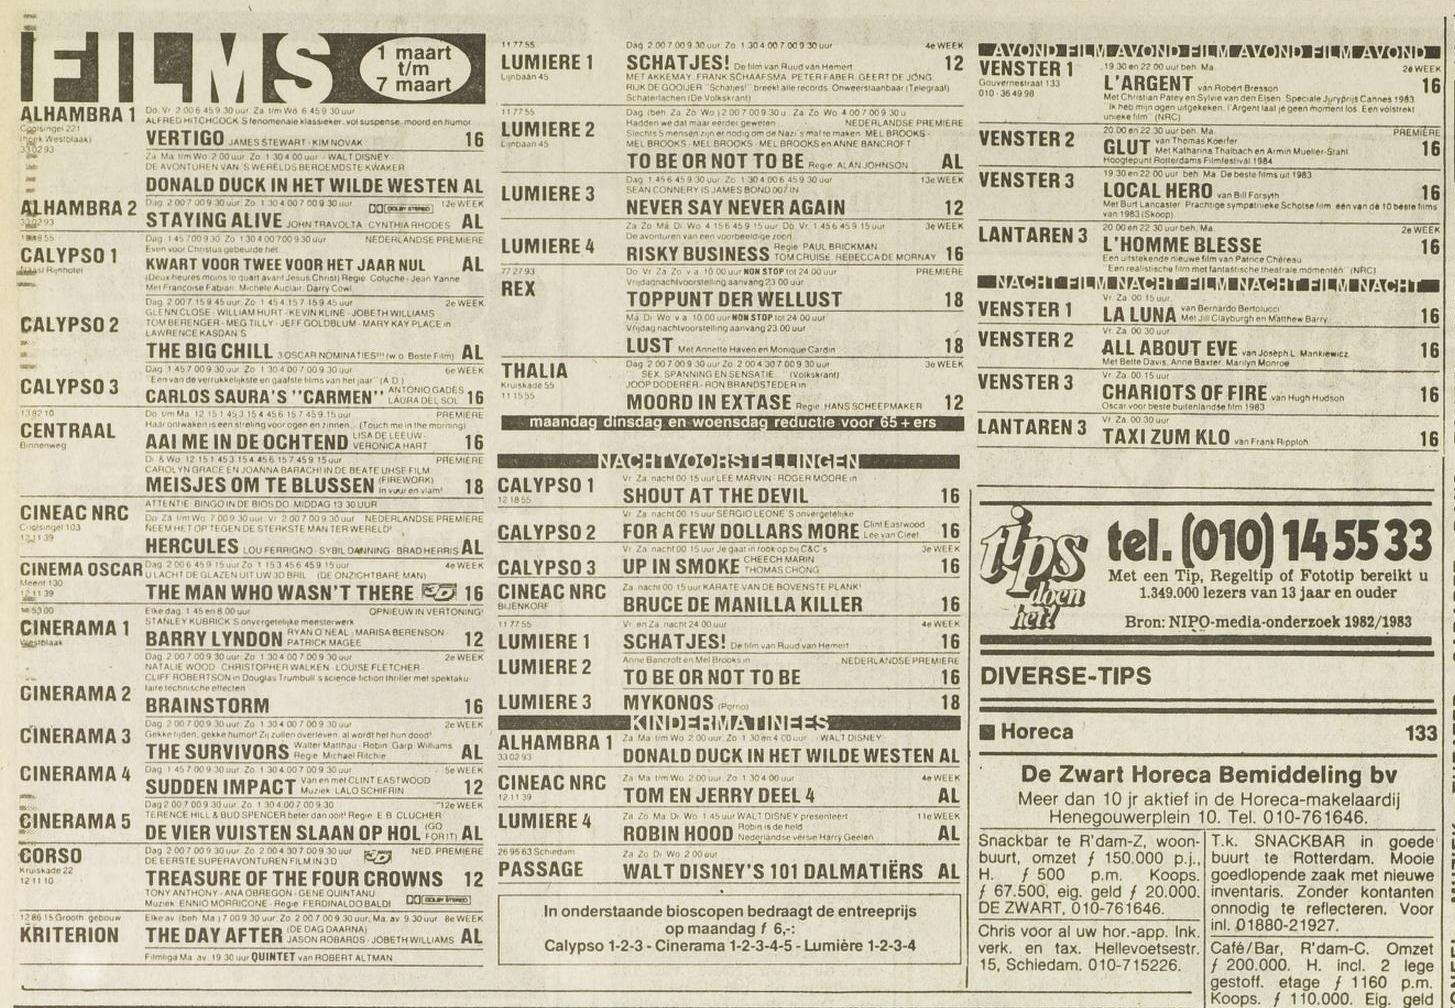 FILMS
1 maart
t/m
7 maart
ALHAMBRA 1
Coolsingel 221
(hoek Westblaak)
33 02 93
Do. Vr. 2.00 6.45 9.30 uur. Za. t/m Wo. 6.45 9.30 uur
ALFRED HITCHCOCK'S fenomenale klassieker, vol suspense, moord en humor
VERTIGO JAMES STEWART · KIM NOVAK 16
Za. Ma. t/m Wo. 2.00 uur. Zo. 1.30 4.00 uur - WALT DISNEY -
DE AVONTUREN VAN 'S WERELDS BEROEMDSTE KWAKER
DONALD DUCK IN HET WILDE WESTEN AL
ALHAMBRA 2
33 02 93
Dag. 2.00 7.00 9.30 uur. Zo. 1.30 4.00 7.00 9.30 uur DOLBY STEREO 12e WEEK
STAYING ALIVE JOHN TRAVOLTA · CYNTHIA RHODES AL
CALYPSO 1
Naast Rijnhotel
Dag. 1.45 7.00 9.30. Zo. 1.30 4.00 7.00 9.30 uur NEDERLANDSE PREMIERE
Even voor Christus gebeurde het
KWART VOOR TWEE VOOR HET JAAR NUL AL
(Deux heures moins le quart avant Jesus Christ) Regie: Coluche · Jean Yanne
Met Francoise Fabian, Michele Auclair, Darry Cowl
CALYPSO 2
Dag. 2.00 7.15 9.45 uur. Zo. 1.45 4.15 7.15 9.45 uur 2e WEEK
GLENN CLOSE · WILLIAM HURT · KEVIN KLINE · JOBETH WILLIAMS
TOM BERENGER · MEG TILLY · JEFF GOLDBLUM · MARY KAY PLACE in
LAWRENCE KASDAN'S
THE BIG CHILL 3 OSCAR NOMINATIES!!! (w.o. Beste Film) AL
CALYPSO 3
Dag. 1.45 7.00 9.30 uur. Zo. 1.30 4.00 7.00 9.30 uur 6e WEEK
"Een van de verrukkelijkste en gaafste films van het jaar" (A.D.)
CARLOS SAURA'S "CARMEN" ANTONIO GADES LAURA DEL SOL 16
13 82 10
CENTRAAL
Binnenweg
Do. t/m Ma. 12.15 1.45 3.15 4.45 6.15 7.45 9.15 uur PREMIERE
Haar ontwaken is een streling voor ogen en zinnen... (Touch me in the morning)
AAI ME IN DE OCHTEND LISA DE LEEUW · VERONICA HART 16
Di. & Wo. 12.15 1.45 3.15 4.45 6.15 7.45 9.15 uur PREMIERE
CAROLYN GRACE EN JOANNA BARACHI IN DE BEATE UHSE FILM
MEISJES OM TE BLUSSEN (FIREWORK) In vuur en vlam! 18
CINEAC NRC
Coolsingel 103
12 11 39
ATTENTIE: BINGO IN DE BIOS DO. MIDDAG 13.30 UUR
Do. Za. t/m Wo. 7.00 9.30 uur. Vr. 2.00 7.00 9.30 uur NEDERLANDSE PREMIERE
NEEM HET OP TEGEN DE STERKSTE MAN TER WERELD!
HERCULES LOU FERRIGNO · SYBIL DANNING · BRAD HERRIS AL
CINEMA OSCAR
Meent 130
12 11 39
Dag. 2.00 6.45 9.15 uur Zo. 1.15 3.45 6.45 9.15 uur 4e WEEK
U LACHT DE GLAZEN UIT UW 3D BRIL (DE ONZICHTBARE MAN)
THE MAN WHO WASN'T THERE 3D 16
CINERAMA 1
Westblaak
Elke dag. 1.45 en 8.00 uur OPNIEUW IN VERTONING!
STANLEY KUBRICK'S onvergetelijke meesterwerk
BARRY LYNDON RYAN O'NEAL · MARISA BERENSON · PATRICK MAGEE 12
CINERAMA 2
Dag. 2.00 7.00 9.30 uur. Zo. 1.30 4.00 7.00 9.30 uur 2e WEEK
NATALIE WOOD · CHRISTOPHER WALKEN · LOUISE FLETCHER ·
CLIFF ROBERTSON in Douglas Trumbull's science-fiction thriller met spektaku-
laire technische effecten
BRAINSTORM 16
CINERAMA 3
Dag. 2.00 7.00 9.30 uur. Zo. 1.30 4.00 7.00 9.30 uur 2e WEEK
Gekke tijden, gekke humor! Zij zullen overleven, al wordt het hun dood!
THE SURVIVORS Walter Matthau · Robin Garp Williams Regie: Michael Ritchie AL
CINERAMA 4
Dag. 1.45 7.00 9.30 uur. Zo. 1.30 4.00 7.00 9.30 uur 5e WEEK
SUDDEN IMPACT Van en met CLINT EASTWOOD Muziek: LALO SCHIFRIN 12
CINERAMA 5
Dag 2.00 7.00 9.30 uur. Zo. 1.30 4.00 7.00 9.30 12e WEEK
TERENCE HILL & BUD SPENCER beter dan ooit! Regie: E.B. CLUCHER
DE VIER VUISTEN SLAAN OP HOL (GO FOR IT!) AL
CORSO
Kruiskade 22
12 11 10
Dag. 2.00 7.00 9.30 uur. Zo. 2.00 4.30 7.00 9.30 uur 3D NED. PREMIERE
DE EERSTE SUPERAVONTUREN FILM IN 3 D
TREASURE OF THE FOUR CROWNS 12
TONY ANTHONY · ANA OBREGON · GENE QUINTANU
Muziek: ENNIO MORRICONE · Regie: FERDINALDO BALDI DOLBY STEREO
12 86 15 Grooth. gebouw
KRITERION
Elke av. (beh. Ma.) 7.00 9.30 uur. Zo. 2.00 7.00 9.30 uur, Ma. av. 9.30 uur 8e WEEK
THE DAY AFTER (DE DAG DAARNA) JASON ROBARDS · JOBETH WILLIAMS AL
Filmliga Ma. av. 19.30 uur QUINTET van ROBERT ALTMAN
11 77 55
LUMIERE 1
Lijnbaan 45
Dag. 2.00 7.00 9.30 uur. Zo. 1.30 4.00 7.00 9.30 uur 4e WEEK
SCHATJES! De film van Ruud van Hemert 12
MET AKKEMAY, FRANK SCHAAFSMA, PETER FABER, GEERT DE JONG,
RIJK DE GOOIJER "Schatjes!" breekt alle records. Onweerstaanbaar (Telegraaf)
Schaterlachen (De Volkskrant)
11 77 55
LUMIERE 2
Lijnbaan 45
Dag. (beh. Za. Zo. Wo.) 2.00 7.00 9.30 u. Za. Zo. Wo. 4.00 7.00 9.30 u.
Hadden we dat maar eerder geweten NEDERLANDSE PREMIERE
Slechts 5 mensen zijn er nodig om de Nazi's mat te maken: MEL BROOKS ·
MEL BROOKS · MEL BROOKS · MEL BROOKS en ANNE BANCROFT
TO BE OR NOT TO BE Regie: ALAN JOHNSON AL
LUMIERE 3
Dag. 1.45 6.45 9.30 uur. Zo. 1.30 4.00 6.45 9.30 uur 13e WEEK
SEAN CONNERY IS JAMES BOND 007 IN
NEVER SAY NEVER AGAIN 12
LUMIERE 4
Za. Zo. Ma. Di. Wo. 4.15 6.45 9.15 uur. Do. Vr. 1.45 6.45 9.15 uur 3e WEEK
De avonturen van een voorbeeldige zoon
RISKY BUSINESS Regie: PAUL BRICKMAN TOM CRUISE, REBECCA DE MORNAY 16
77 27 93
REX
Do. Vr. Za. Zo. v.a. 10.00 uur NON STOP tot 24.00 uur PREMIERE
Vrijdagnachtvoorstelling aanvang 23.00 uur
TOPPUNT DER WELLUST 18
Ma. Di. Wo. v.a. 10.00 uur NON STOP tot 24.00 uur
Vrijdag nachtvoorstelling aanvang 23.00 uur
LUST Met Annette Haven en Monique Cardin 18
THALIA
Kruiskade 55
11 15 55
Dag. 2.00 7.00 9.30 uur Zo. 2.00 4.30 7.00 9.30 uur 3e WEEK
SEX, SPANNING EN SENSATIE... (Volkskrant)
JOOP DODERER · RON BRANDSTEDER in
MOORD IN EXTASE Regie: HANS SCHEEPMAKER 12
maandag dinsdag en woensdag reductie voor 65 + ers
NACHTVOORSTELLINGEN
CALYPSO 1
12 18 55
Vr. Za. nacht 00.15 uur LEE MARVIN · ROGER MOORE in
SHOUT AT THE DEVIL 16
CALYPSO 2
Vr. Za. nacht 00.15 uur SERGIO LEONE'S onvergetelijke
FOR A FEW DOLLARS MORE Clint Eastwood Lee van Cleef 16
CALYPSO 3
Vr. Za. nacht 00.15 uur Je gaat in rook op bij C&C's 3e WEEK
UP IN SMOKE CHEECH MARIN THOMAS CHONG 16
CINEAC NRC
BIJENKORF
Za. nacht 00.15 uur KARATE VAN DE BOVENSTE PLANK!
BRUCE DE MANILLA KILLER 16
11 77 55
LUMIERE 1
Vr. en Za. nacht 24.00 uur 4e WEEK
SCHATJES! De film van Ruud van Hemert 16
LUMIERE 2
Anne Bancroft en Mel Brooks in NEDERLANDSE PREMIERE
TO BE OR NOT TO BE 16
LUMIERE 3
MYKONOS (Porno) 18
KINDERMATINEES
ALHAMBRA 1
33 02 93
Za. Ma. t/m Wo. 2.00 uur. Zo. 1.30 en 4.00 uur - WALT DISNEY -
DONALD DUCK IN HET WILDE WESTEN AL
CINEAC NRC
12 11 39
Za. Ma. t/m Wo. 2.00 uur. Zo. 1.30 4.00 uur 4e WEEK
TOM EN JERRY DEEL 4 AL
LUMIERE 4
Za. Zo. Ma. Di. Wo. 1.45 uur WALT DISNEY presenteert 11e WEEK
ROBIN HOOD Robin is de held Nederlandse versie Harry Geelen AL
26 95 63 Schiedam
PASSAGE
Za. Zo. Di. Wo. 2.00 uur
WALT DISNEY'S 101 DALMATIËRS AL
In onderstaande bioscopen bedraagt de entreeprijs
op maandag ƒ 6,-:
Calypso 1-2-3 - Cinerama 1-2-3-4-5 - Lumière 1-2-3-4
AVOND FILM AVOND FILM AVOND FILM AVOND
VENSTER 1
Gouvernestraat 133
010 - 36 49 98
19.30 en 22.00 uur beh. Ma. 2e WEEK
L'ARGENT van Robert Bresson 16
Met Christian Patey en Sylvie van den Elsen. Speciale Juryprijs Cannes 1983
"Ik heb mijn ogen uitgekeken, l'Argent laat je geen moment los. Een volstrekt
unieke film" (NRC)
VENSTER 2
20.00 en 22.30 uur beh. Ma. PREMIÈRE
GLUT van Thomas Koerfer Met Katharina Thalbach en Armin Mueller-Stahl 16
Hoogtepunt Rotterdams Filmfestival 1984
VENSTER 3
19.30 en 22.00 uur beh. Ma. De beste films uit 1983
LOCAL HERO van Bill Forsyth 16
Met Burt Lancaster. Prachtige sympatnieke Schotse film, één van de 10 beste films
van 1983 (Skoop)
LANTAREN 3
20.00 en 22.30 uur beh. Ma. 2e WEEK
L'HOMME BLESSE 16
Een uitstekende nieuwe film van Patrice Chéreau
"Een realistische film met fantastische theatrale momenten" (NRC)
NACHT FILM NACHT FILM NACHT FILM NACHT
VENSTER 1
Vr. Za. 00.15 uur.
LA LUNA van Bernardo Bertolucci Met Jill Clayburgh en Matthew Barry 16
VENSTER 2
Vr. Za. 00.30 uur
ALL ABOUT EVE van Joseph L. Mankiewicz 16
Met Bette Davis, Anne Baxter, Marilyn Monroe
VENSTER 3
Vr. Za. 00.15 uur
CHARIOTS OF FIRE van Hugh Hudson 16
Oscar voor beste buitenlandse film 1983
LANTAREN 3
Vr. Za. 00.30 uur
TAXI ZUM KLO van Frank Ripploh 16
tips doen het!
tel. (010) 14 55 33
Met een Tip, Regeltip of Fototip bereikt u
1.349.000 lezers van 13 jaar en ouder
Bron: NIPO-media-onderzoek 1982/1983
DIVERSE-TIPS
Horeca 133
De Zwart Horeca Bemiddeling bv
Meer dan 10 jr aktief in de Horeca-makelaardij
Henegouwerplein 10. Tel. 010-761646.
Snackbar te R'dam-Z, woon-
buurt, omzet ƒ 150.000 p.j.,
H. ƒ 500 p.m. Koops.
ƒ 67.500, eig. geld ƒ 20.000.
DE ZWART, 010-761646.
Chris voor al uw hor.-app. Ink.
verk. en tax. Hellevoetsestr.
15, Schiedam. 010-715226.
T.k. SNACKBAR in goede
buurt te Rotterdam. Mooie
goedlopende zaak met nieuwe
inventaris. Zonder kontanten
onnodig te reflecteren. Voor
inl. 01880-21927.
Café/Bar, R'dam-C. Omzet
ƒ 200.000. H. incl. 2 lege
gestoff. etage ƒ 1160 p.m.
Koops. ƒ 110.000. Eig. geld